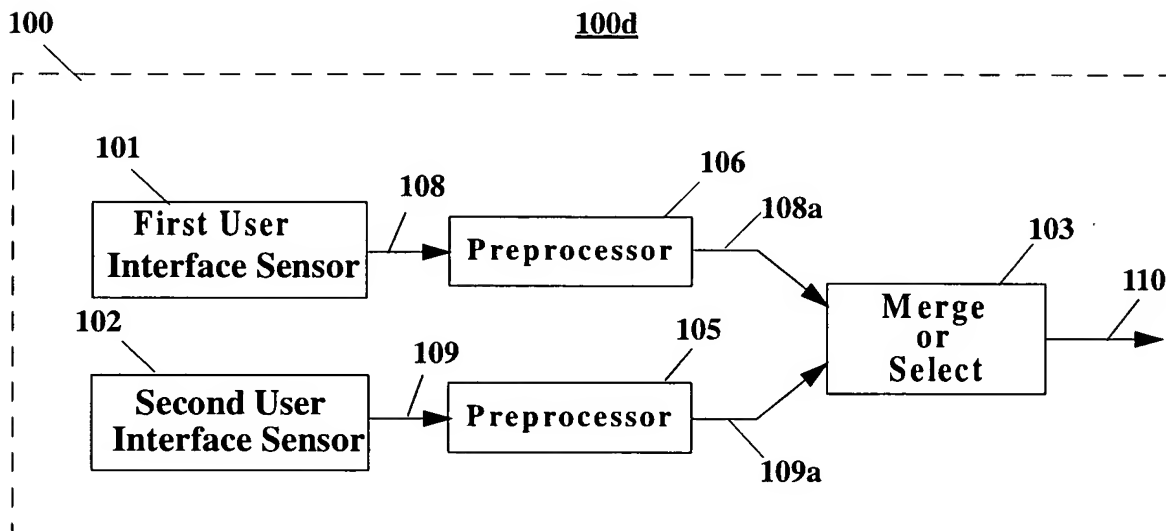 100
100d
101
108
106
108a
103
110
First User
Interface Sensor
Preprocessor
Merge
or
Select
102
109
105
109a
Second User
Interface Sensor
Preprocessor